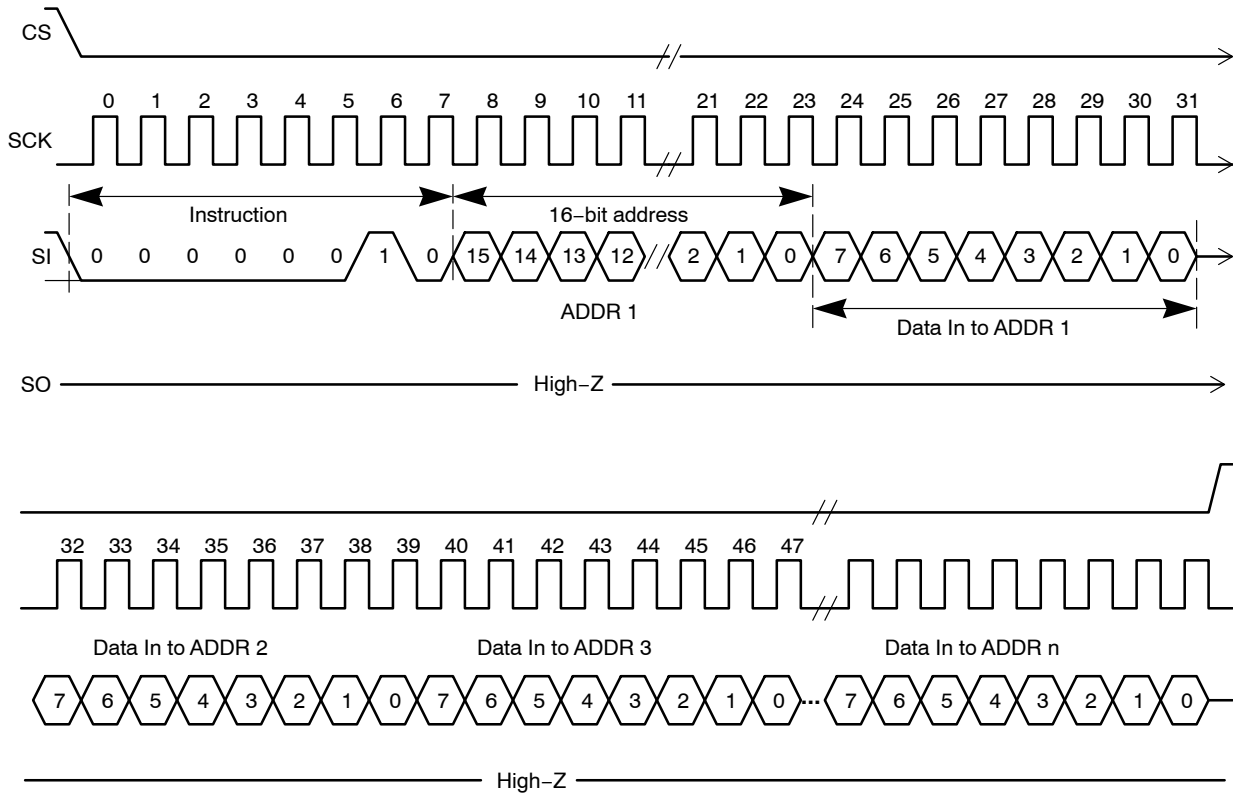 CS
0 1 2 3 4 5 6 7 8 9 10 11 21 22 23 24 25 26 27 28 29 30 31
SCK
Instruction 16−bit address
SI 0 0 0 0 0 0 1 0 15 14 13 12 2 1 0 7 6 5 4 3 2 1 0
ADDR 1 Data In to ADDR 1
SO High−Z
32 33 34 35 36 37 38 39 40 41 42 43 44 45 46 47
Data In to ADDR 2 Data In to ADDR 3 Data In to ADDR n
7 6 5 4 3 2 1 0 7 6 5 4 3 2 1 0 ... 7 6 5 4 3 2 1 0
High−Z